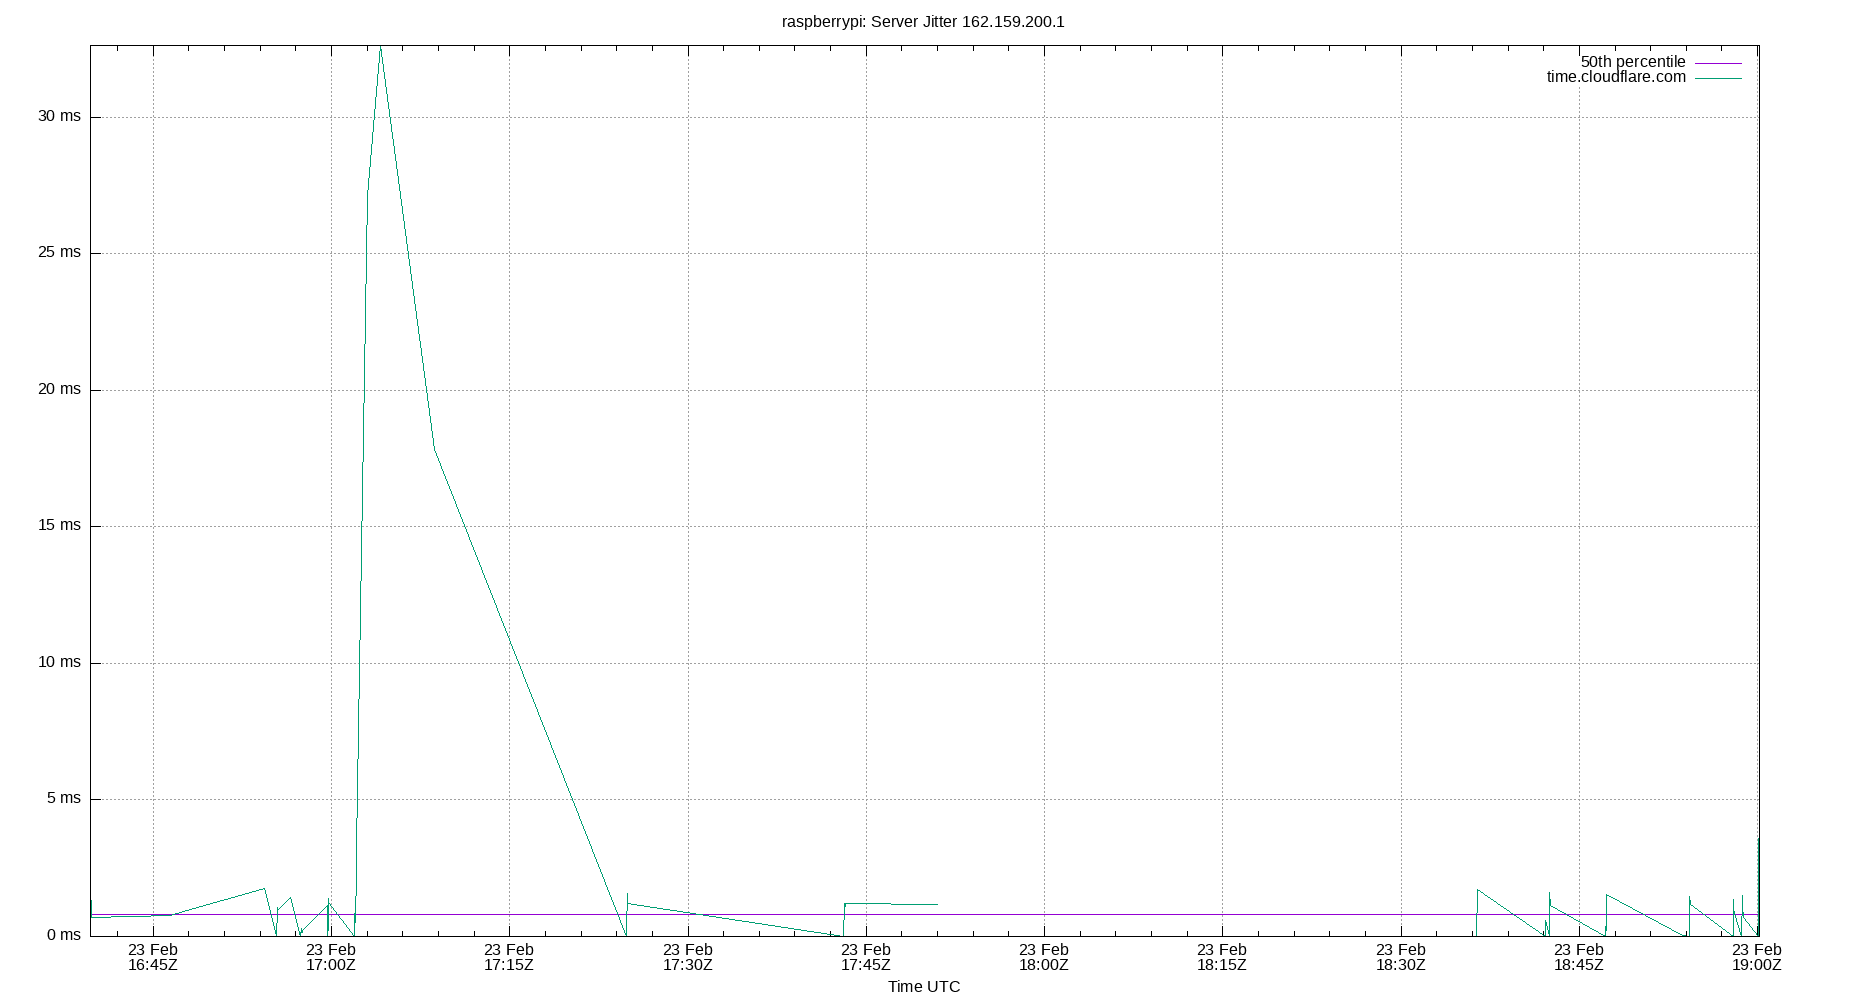 raspberrypi: Server Jitter 162.159.200.1
50th percentile
time.cloudflare.com
30 ms
25 ms
20 ms
15 ms
10 ms
5 ms
0 ms
23 Feb 23 Feb 23 Feb 23 Feb 23 Feb 23 Feb 23 Feb 23 Feb 23 Feb 23 Feb
16:45Z 17:00Z 17:15Z 17:30Z 17:45Z 18:00Z 18:15Z 18:30Z 18:45Z 19:00Z
Time UTC